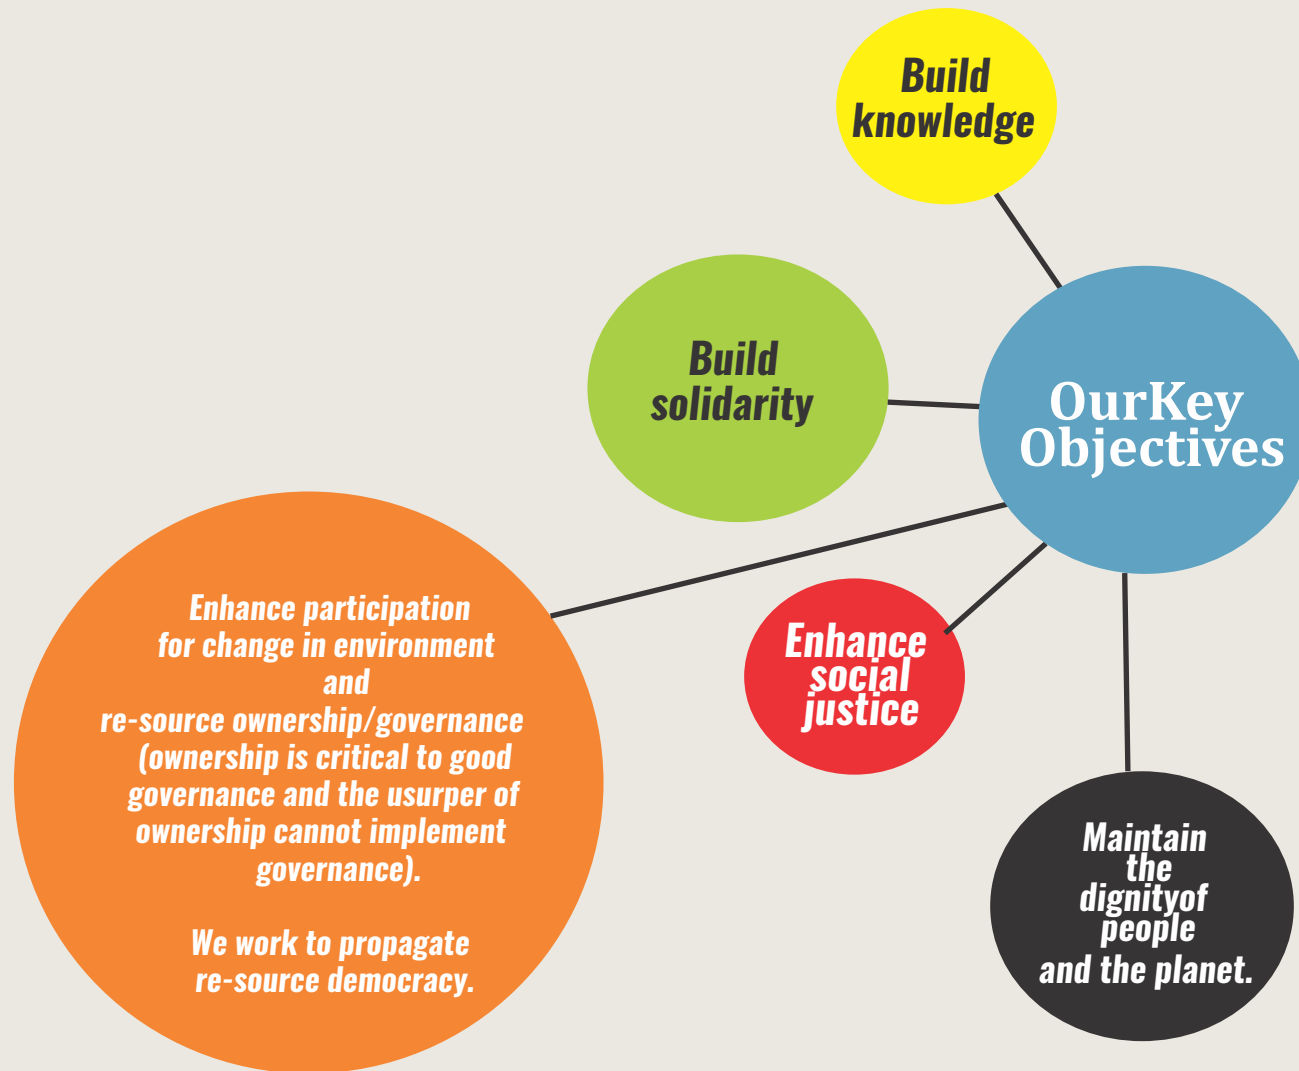 Build
knowledge
Build
solidarity
OurKey
Objectives
Enhance participation
for change in environment
and
re-source ownership/governance
(ownership is critical to good
governance and the usurper of
ownership cannot implement
governance).
We work to propagate
re-source democracy.
Enhance
social
justice
Maintain
the
dignityof
people
and the planet.